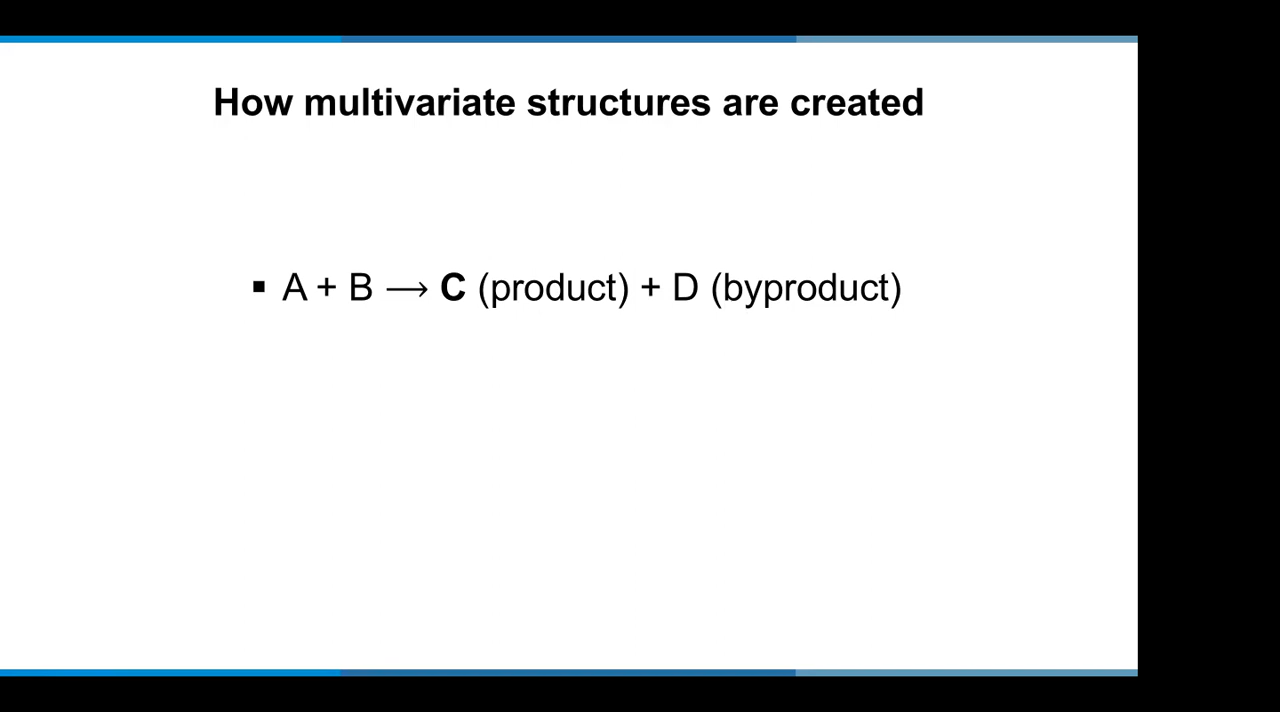 How multivariate structures are created
▪ A + B ⟶ C (product) + D (byproduct)